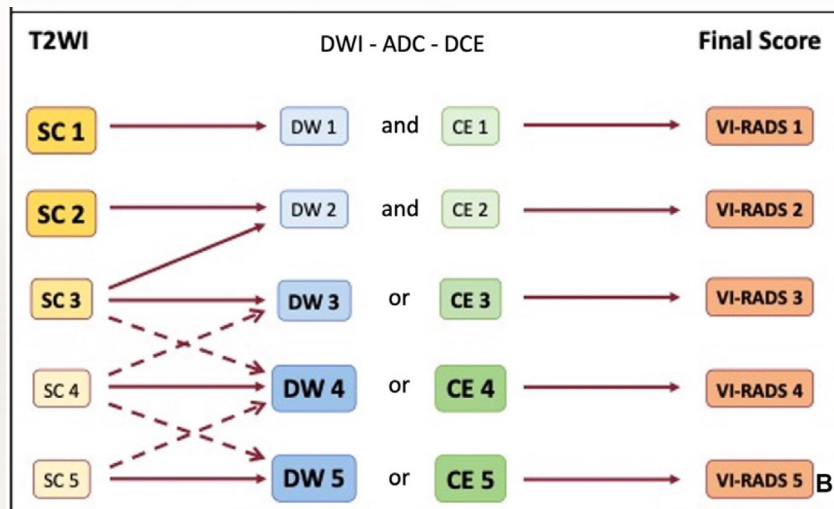 T2WI DWI - ADC - DCE Final Score
SC 1 DW 1 and CE 1 VI-RADS 1
SC 2 DW 2 and CE 2 VI-RADS 2
SC 3 DW 3 or CE 3 VI-RADS 3
SC 4 DW 4 or CE 4 VI-RADS 4
SC 5 DW 5 or CE 5 VI-RADS 5 B